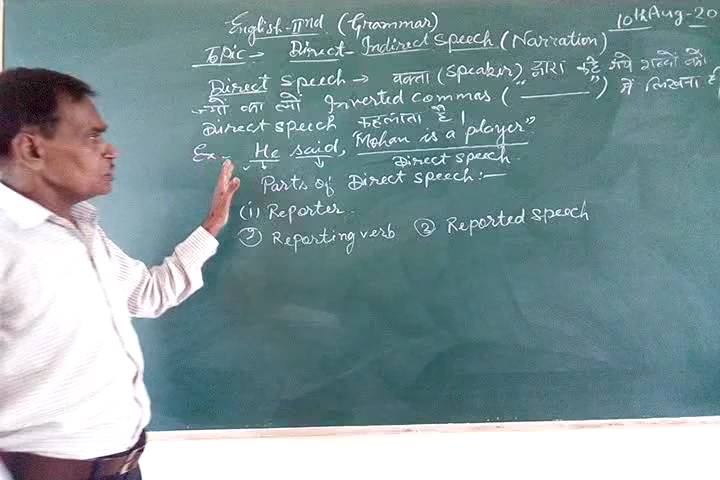 English-IInd (Grammar)
10th Aug-20
Topic:- Direct-Indirect Speech (Narration)
Direct Speech → वक्ता (Speaker) द्वारा कहे गये शब्दों को
ज्यों का त्यों Inverted commas ("______") में लिखना ही
Direct speech कहलाता है।
Ex- He said, "Mohan is a player".
Direct speech.
Parts of Direct speech:-
(i) Reporter.
② Reporting verb ③ Reported speech